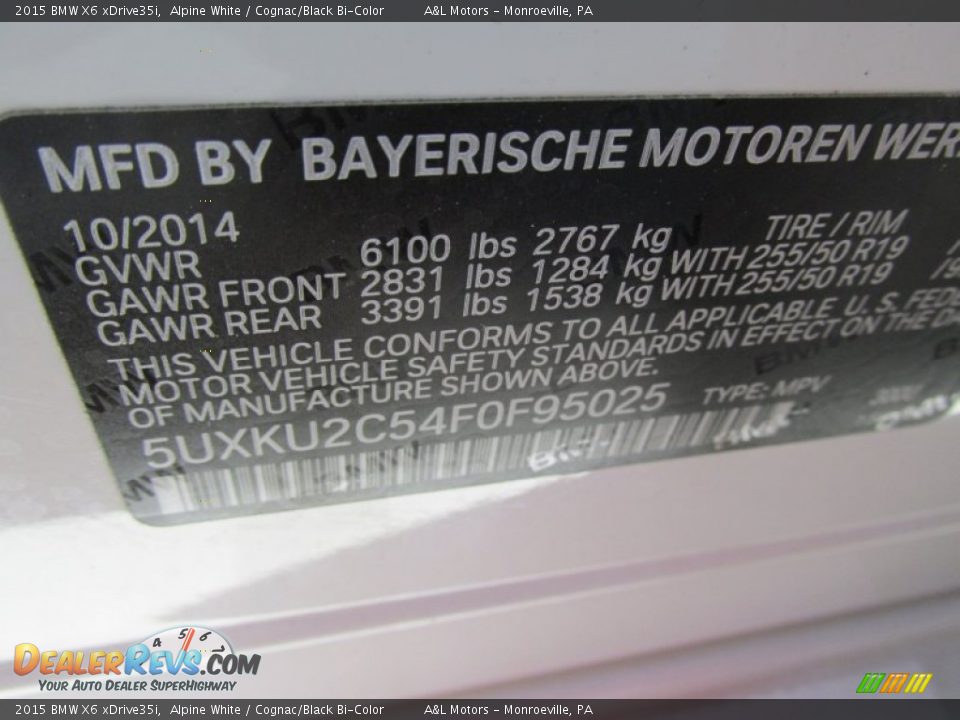 2015 BMW X6 xDrive35i, Alpine White / Cognac/Black Bi-Color A&L Motors - Monroeville, PA
MFD BY BAYERISCHE MOTOREN
10/2014 TIRE / RIM
GVWR 6100 lbs 2767 kg
GAWR FRONT 2831 lbs 1284 kg WITH 255/50 R19
GAWR REAR 3391 lbs 1538 kg WITH 255/50 R19
THIS VEHICLE CONFORMS TO ALL APPLICABLE U. S.
MOTOR VEHICLE SAFETY STANDARDS IN EFFECT ON THE
OF MANUFACTURE SHOWN ABOVE.
5UXKU2C54F0F95025 TYPE: MPV
4 5 6
DealerRevs.com
Your Auto Dealer SuperHighway
2015 BMW X6 xDrive35i, Alpine White / Cognac/Black Bi-Color A&L Motors - Monroeville, PA